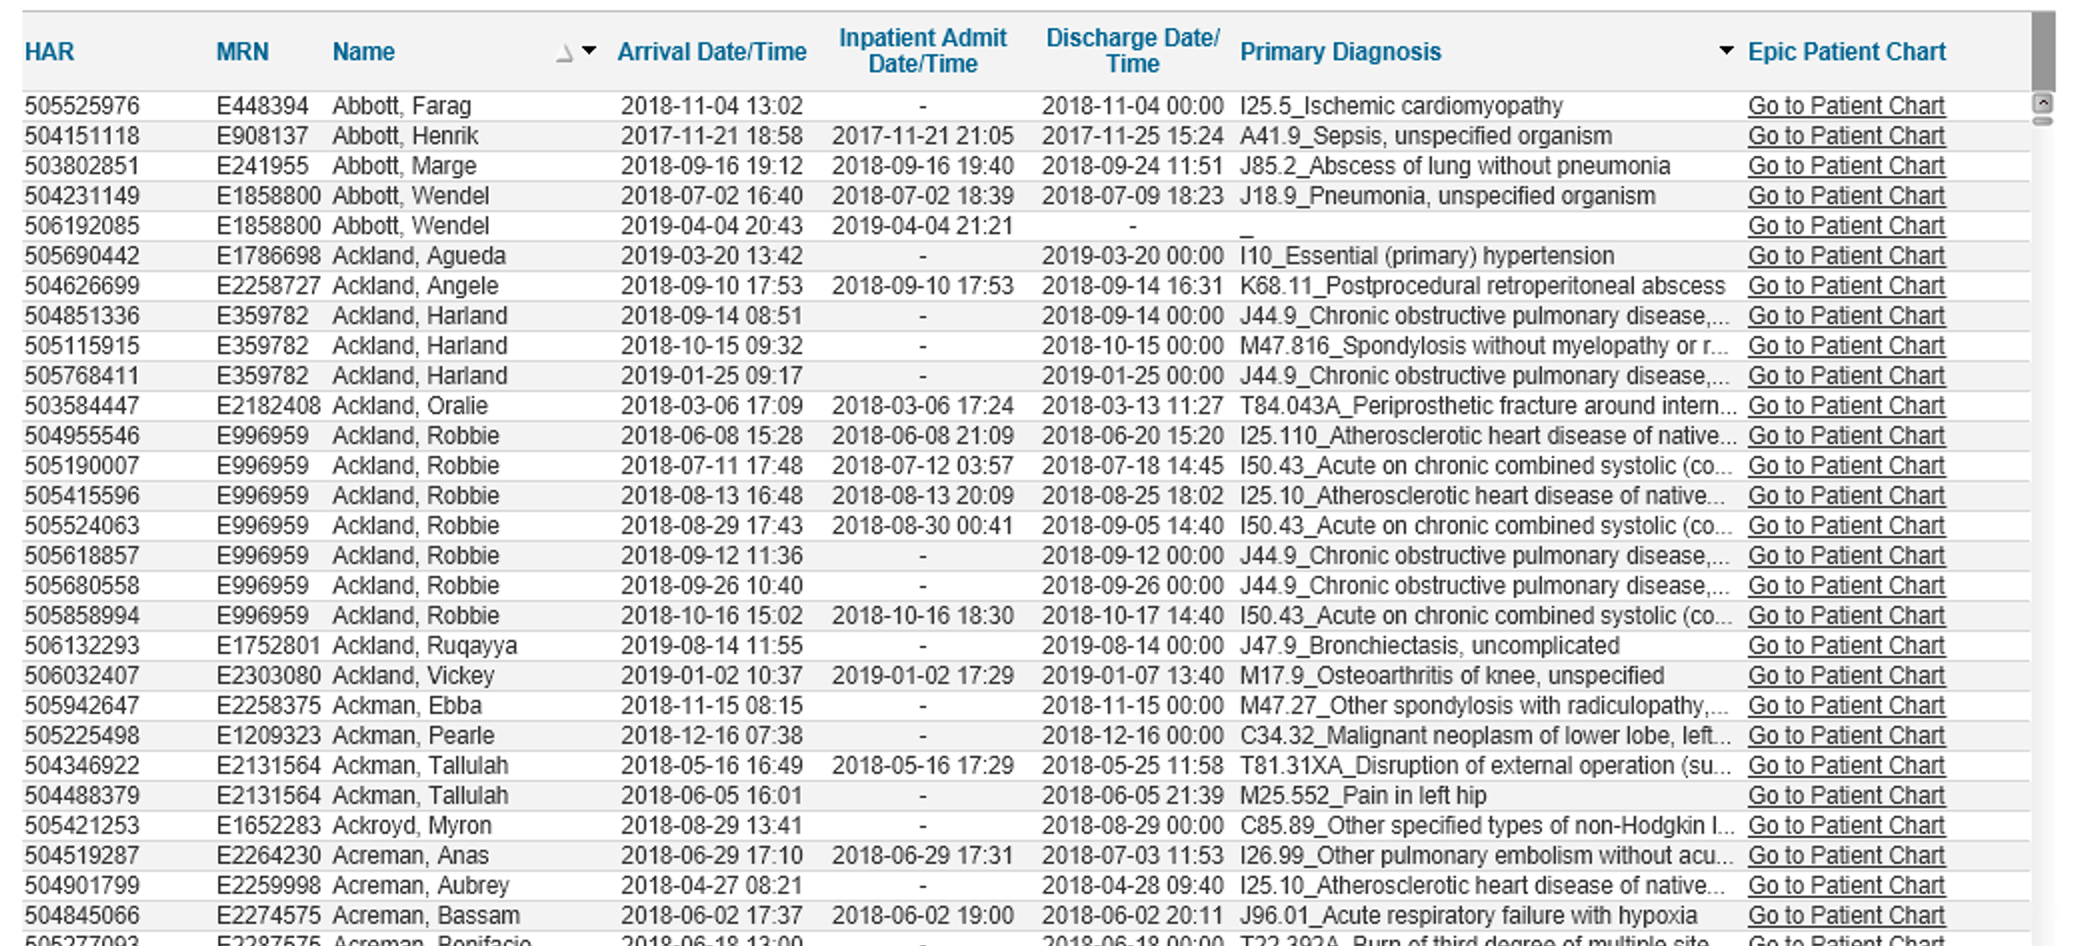 HAR MRN Name Arrival Date/Time Inpatient Admit Date/Time Discharge Date/Time Primary Diagnosis Epic Patient Chart
505525976 E448394 Abbott, Farag 2018-11-04 13:02 - 2018-11-04 00:00 I25.5_Ischemic cardiomyopathy Go to Patient Chart
504151118 E908137 Abbott, Henrik 2017-11-21 18:58 2017-11-21 21:05 2017-11-25 15:24 A41.9_Sepsis, unspecified organism Go to Patient Chart
503802851 E241955 Abbott, Marge 2018-09-16 19:12 2018-09-16 19:40 2018-09-24 11:51 J85.2_Abscess of lung without pneumonia Go to Patient Chart
504231149 E1858800 Abbott, Wendel 2018-07-02 16:40 2018-07-02 18:39 2018-07-09 18:23 J18.9_Pneumonia, unspecified organism Go to Patient Chart
506192085 E1858800 Abbott, Wendel 2019-04-04 20:43 2019-04-04 21:21 - _ Go to Patient Chart
505690442 E1786698 Ackland, Agueda 2019-03-20 13:42 - 2019-03-20 00:00 I10_Essential (primary) hypertension Go to Patient Chart
504626699 E2258727 Ackland, Angele 2018-09-10 17:53 2018-09-10 17:53 2018-09-14 16:31 K68.11_Postprocedural retroperitoneal abscess Go to Patient Chart
504851336 E359782 Ackland, Harland 2018-09-14 08:51 - 2018-09-14 00:00 J44.9_Chronic obstructive pulmonary disease,... Go to Patient Chart
505115915 E359782 Ackland, Harland 2018-10-15 09:32 - 2018-10-15 00:00 M47.816_Spondylosis without myelopathy or r... Go to Patient Chart
505768411 E359782 Ackland, Harland 2019-01-25 09:17 - 2019-01-25 00:00 J44.9_Chronic obstructive pulmonary disease,... Go to Patient Chart
503584447 E2182408 Ackland, Oralie 2018-03-06 17:09 2018-03-06 17:24 2018-03-13 11:27 T84.043A_Periprosthetic fracture around intern... Go to Patient Chart
504955546 E996959 Ackland, Robbie 2018-06-08 15:28 2018-06-08 21:09 2018-06-20 15:20 I25.110_Atherosclerotic heart disease of native... Go to Patient Chart
505190007 E996959 Ackland, Robbie 2018-07-11 17:48 2018-07-12 03:57 2018-07-18 14:45 I50.43_Acute on chronic combined systolic (co... Go to Patient Chart
505415596 E996959 Ackland, Robbie 2018-08-13 16:48 2018-08-13 20:09 2018-08-25 18:02 I25.10_Atherosclerotic heart disease of native... Go to Patient Chart
505524063 E996959 Ackland, Robbie 2018-08-29 17:43 2018-08-30 00:41 2018-09-05 14:40 I50.43_Acute on chronic combined systolic (co... Go to Patient Chart
505618857 E996959 Ackland, Robbie 2018-09-12 11:36 - 2018-09-12 00:00 J44.9_Chronic obstructive pulmonary disease,... Go to Patient Chart
505680558 E996959 Ackland, Robbie 2018-09-26 10:40 - 2018-09-26 00:00 J44.9_Chronic obstructive pulmonary disease,... Go to Patient Chart
505858994 E996959 Ackland, Robbie 2018-10-16 15:02 2018-10-16 18:30 2018-10-17 14:40 I50.43_Acute on chronic combined systolic (co... Go to Patient Chart
506132293 E1752801 Ackland, Ruqayya 2019-08-14 11:55 - 2019-08-14 00:00 J47.9_Bronchiectasis, uncomplicated Go to Patient Chart
506032407 E2303080 Ackland, Vickey 2019-01-02 10:37 2019-01-02 17:29 2019-01-07 13:40 M17.9_Osteoarthritis of knee, unspecified Go to Patient Chart
505942647 E2258375 Ackman, Ebba 2018-11-15 08:15 - 2018-11-15 00:00 M47.27_Other spondylosis with radiculopathy,... Go to Patient Chart
505225498 E1209323 Ackman, Pearle 2018-12-16 07:38 - 2018-12-16 00:00 C34.32_Malignant neoplasm of lower lobe, left... Go to Patient Chart
504346922 E2131564 Ackman, Tallulah 2018-05-16 16:49 2018-05-16 17:29 2018-05-25 11:58 T81.31XA_Disruption of external operation (su... Go to Patient Chart
504488379 E2131564 Ackman, Tallulah 2018-06-05 16:01 - 2018-06-05 21:39 M25.552_Pain in left hip Go to Patient Chart
505421253 E1652283 Ackroyd, Myron 2018-08-29 13:41 - 2018-08-29 00:00 C85.89_Other specified types of non-Hodgkin l... Go to Patient Chart
504519287 E2264230 Acreman, Anas 2018-06-29 17:10 2018-06-29 17:31 2018-07-03 11:53 I26.99_Other pulmonary embolism without acu... Go to Patient Chart
504901799 E2259998 Acreman, Aubrey 2018-04-27 08:21 - 2018-04-28 09:40 I25.10_Atherosclerotic heart disease of native... Go to Patient Chart
504845066 E2274575 Acreman, Bassam 2018-06-02 17:37 2018-06-02 19:00 2018-06-02 20:11 J96.01_Acute respiratory failure with hypoxia Go to Patient Chart
505277093 E2287575 Acreman, Bonifacio 2018-06-18 13:00 - 2018-06-18 00:00 T22.392A_Burn of third degree of multiple site... Go to Patient Chart